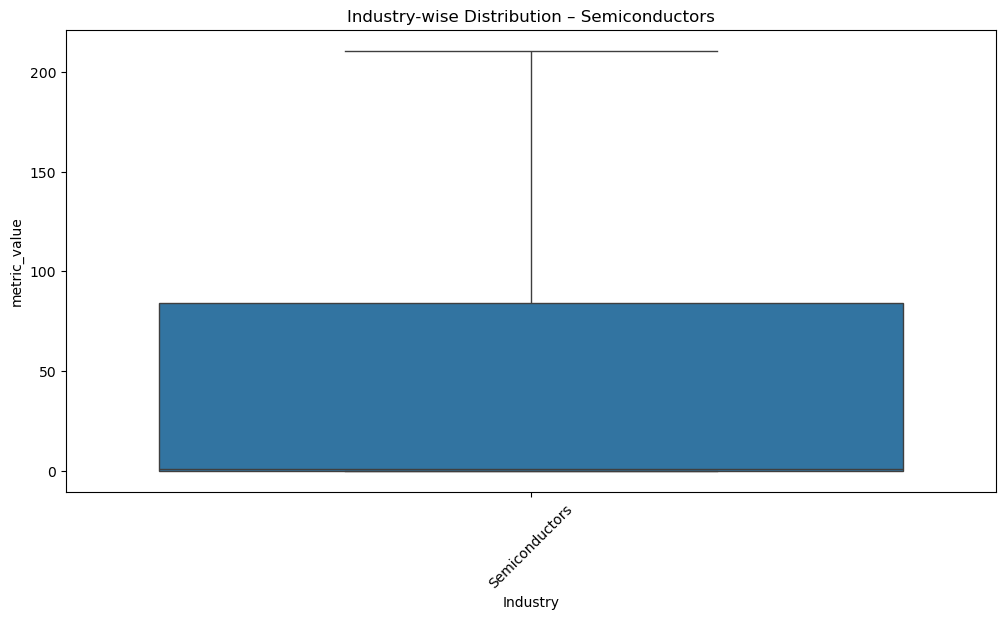 Industry-wise Distribution – Semiconductors
metric_value
200
150
100
50
0
Semiconductors
Industry